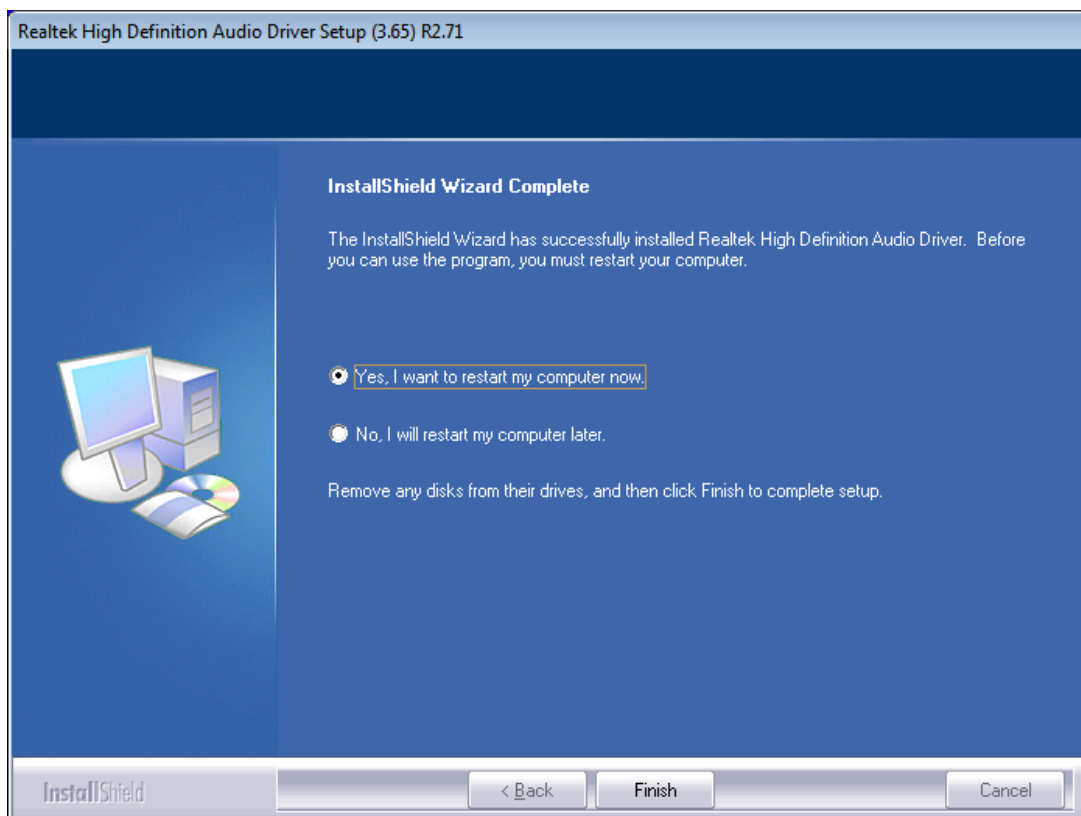 Realtek High Definition Audio Driver Setup (3.65) R2.71
InstallShield Wizard Complete
The InstallShield Wizard has successfully installed Realtek High Definition Audio Driver.  Before
you can use the program, you must restart your computer.
Yes, I want to restart my computer now.
No, I will restart my computer later.
Remove any disks from their drives, and then click Finish to complete setup.
InstallShield
< Back
Finish
Cancel